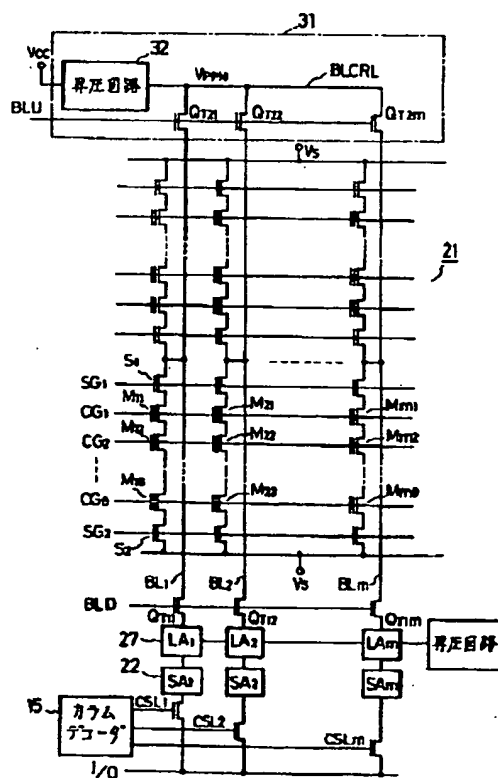 31
32
VCC
昇圧回路
VPPM
BLCRL
BLU
QT21
QT22
QT2m
VS
21
S1
SG1
M11
M21
Mm1
CG1
M12
M22
Mm2
CG2
M18
Mm8
CG8
SG2
S2
BL1
BL2
VS
BLm
BLD
QT11
QT12
QT1m
27
LA1
LA2
LAm
昇圧回路
22
SA1
SA2
SAm
15
カラム
デコーダ
CSL1
CSL2
CSLm
I/O